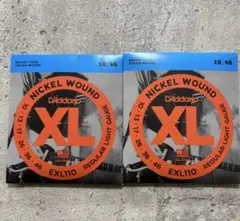 10-46
NICKEL WOUND
D'Addario
XL
10 · 13 · 17 · 26 · 36 · 46
REGULAR LIGHT GAUGE
EXL110
10-46
NICKEL WOUND
D'Addario
XL
10 · 13 · 17 · 26 · 36 · 46
REGULAR LIGHT GAUGE
EXL110